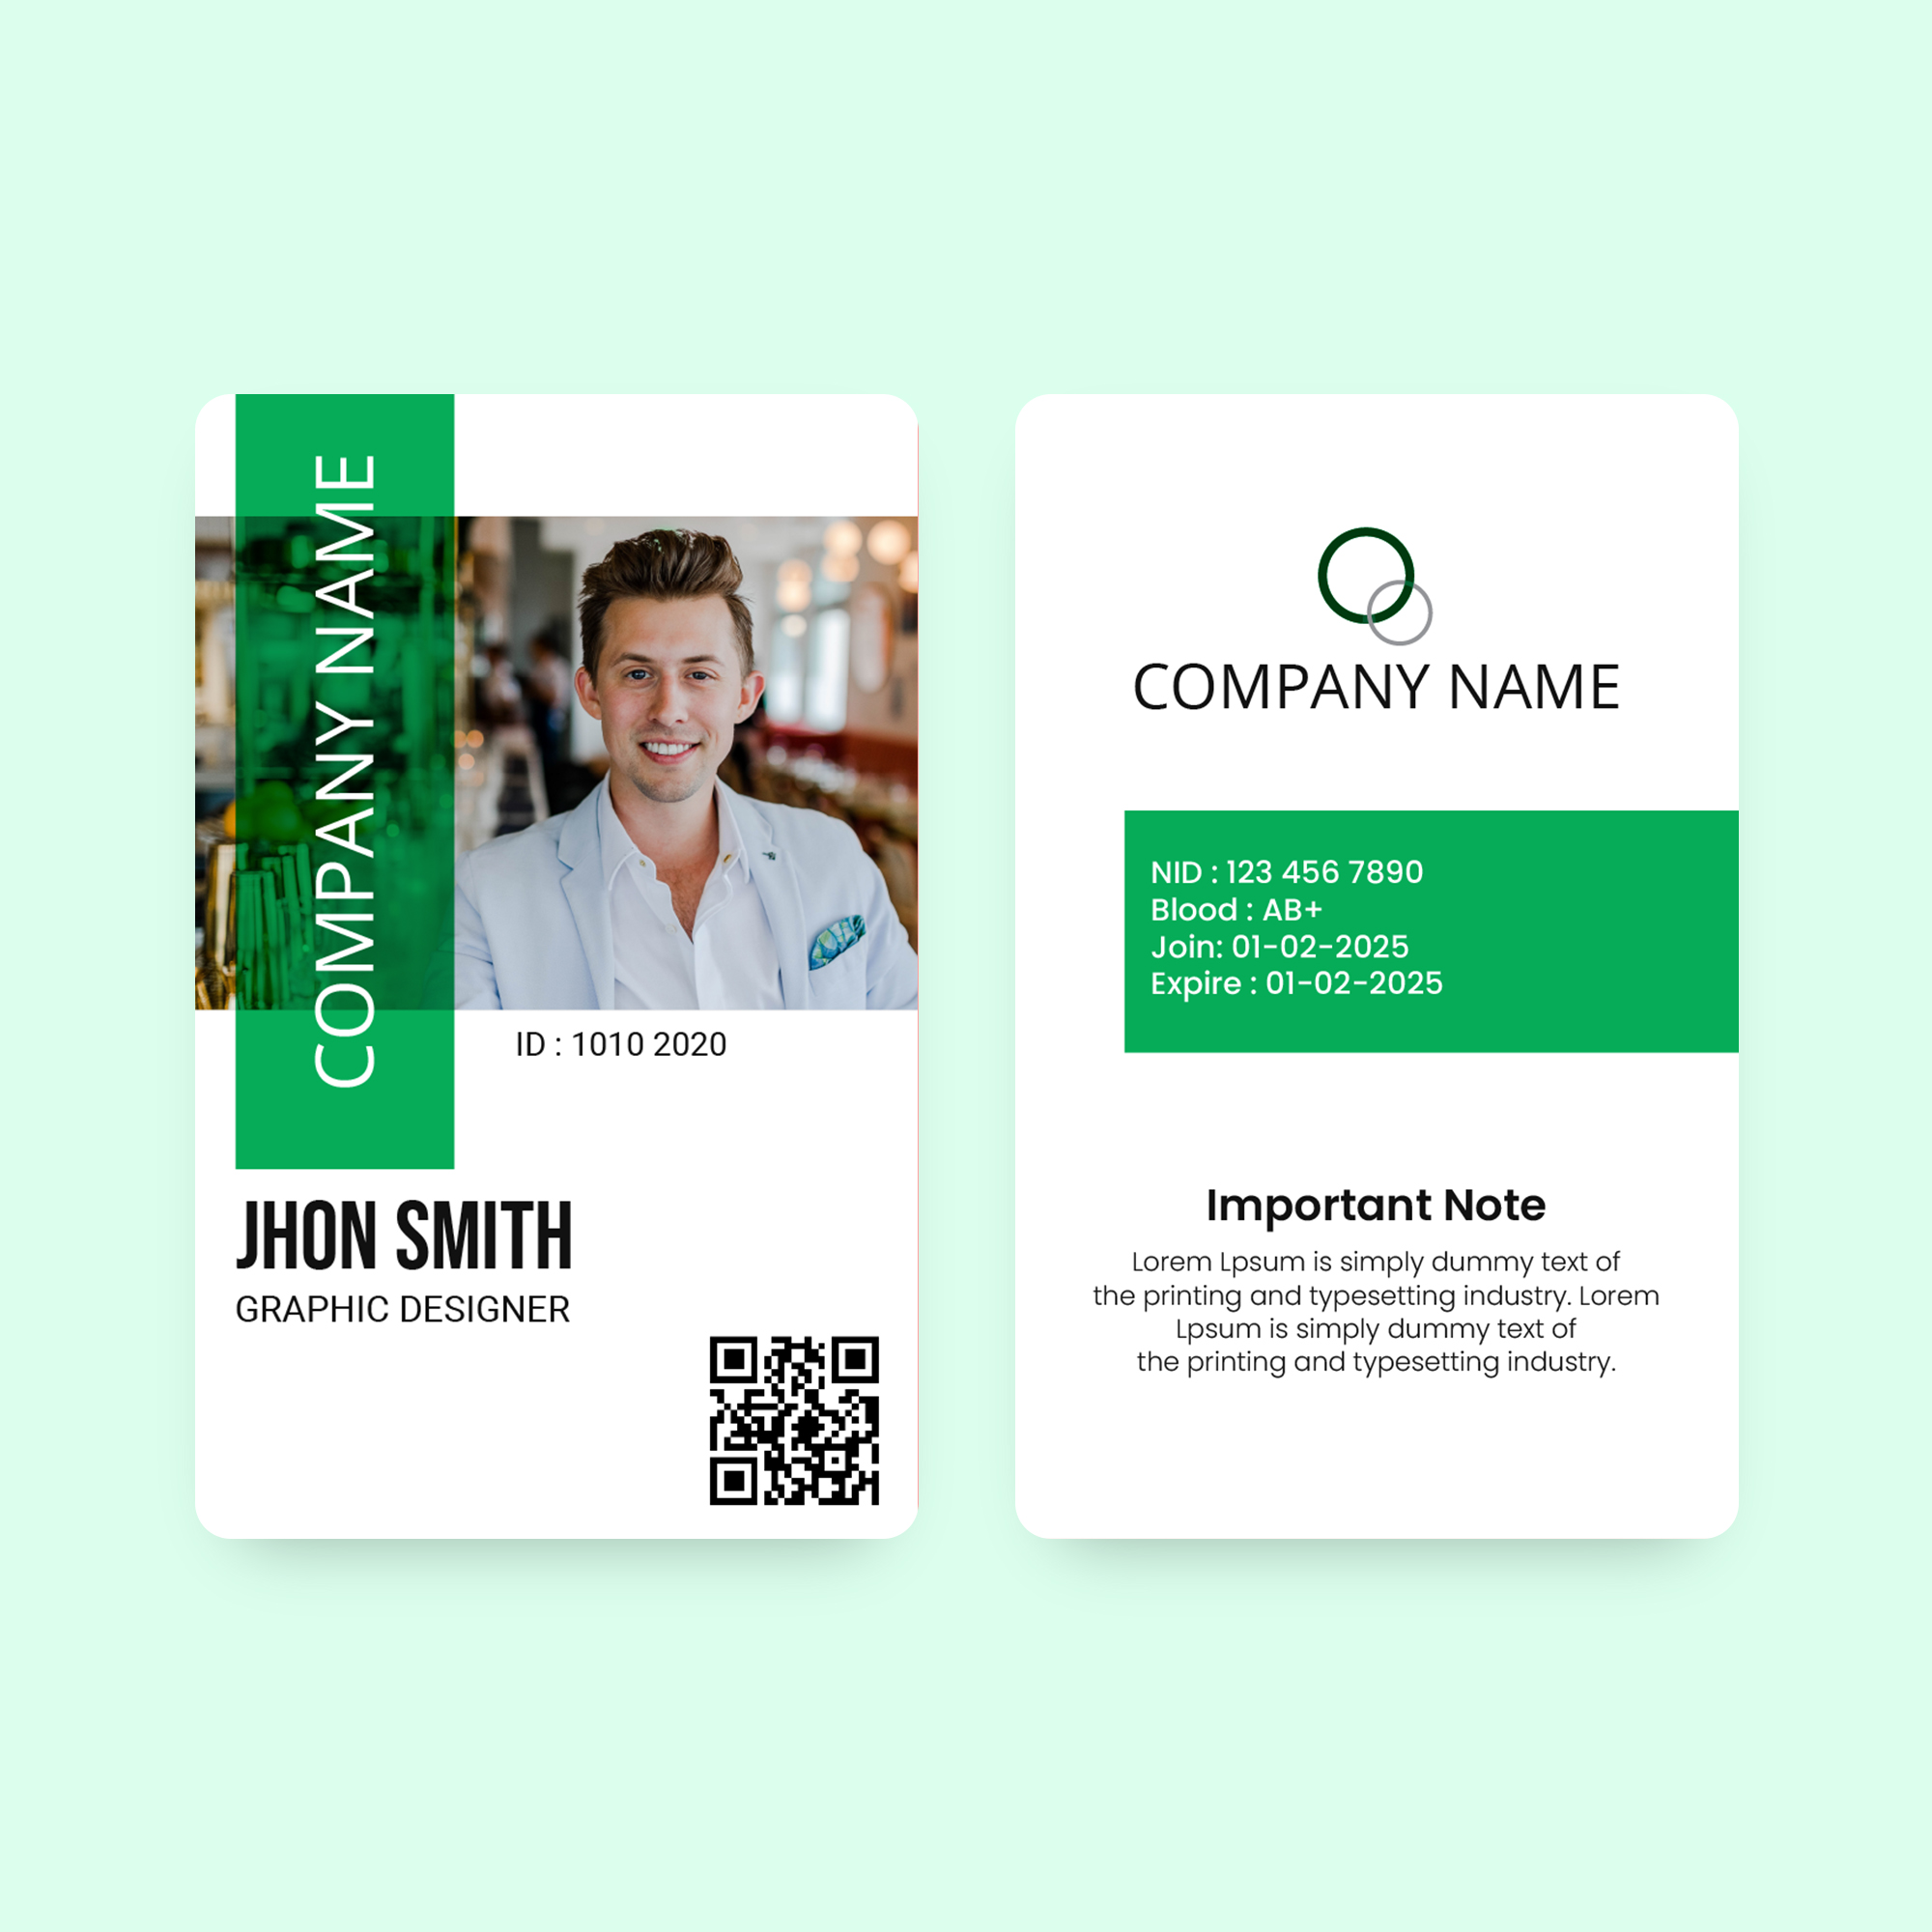 COMPANY NAME
ID : 1010 2020
JHON SMITH
GRAPHIC DESIGNER
COMPANY NAME
NID : 123 456 7890
Blood : AB+
Join: 01-02-2025
Expire : 01-02-2025
Important Note
Lorem Lpsum is simply dummy text of
the printing and typesetting industry. Lorem
Lpsum is simply dummy text of
the printing and typesetting industry.